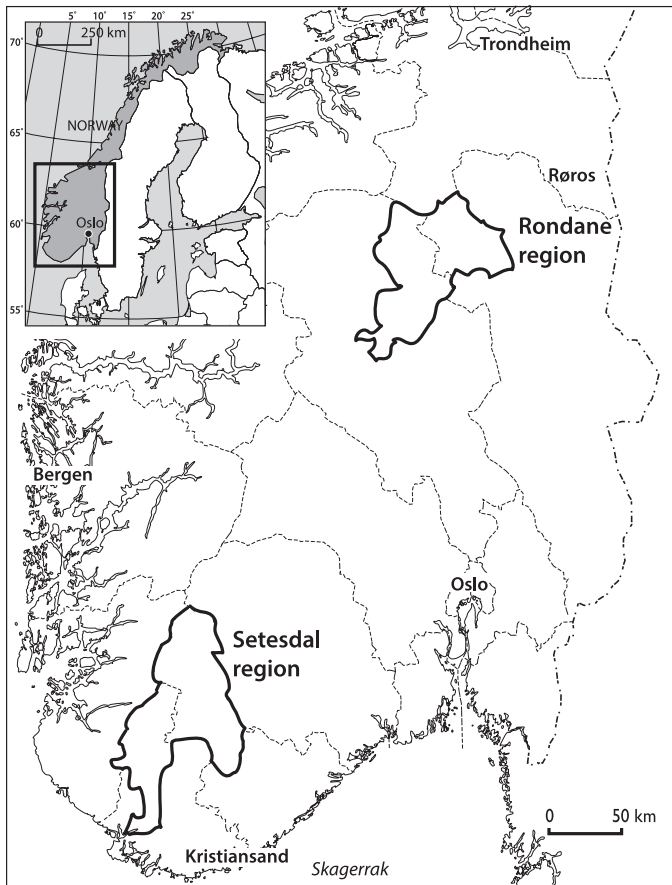 10° 15° 20° 25°
70°
0 250 km
65°
NORWAY
Oslo
60°
55°
Trondheim
Røros
Rondane
region
Bergen
Oslo
Setesdal
region
0 50 km
Kristiansand
Skagerrak